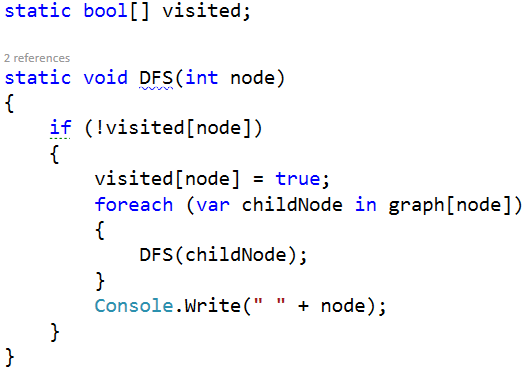 static bool[] visited;
2 references
static void DFS(int node)
{
    if (!visited[node])
    {
        visited[node] = true;
        foreach (var childNode in graph[node])
        {
            DFS(childNode);
        }
        Console.Write(" " + node);
    }
}